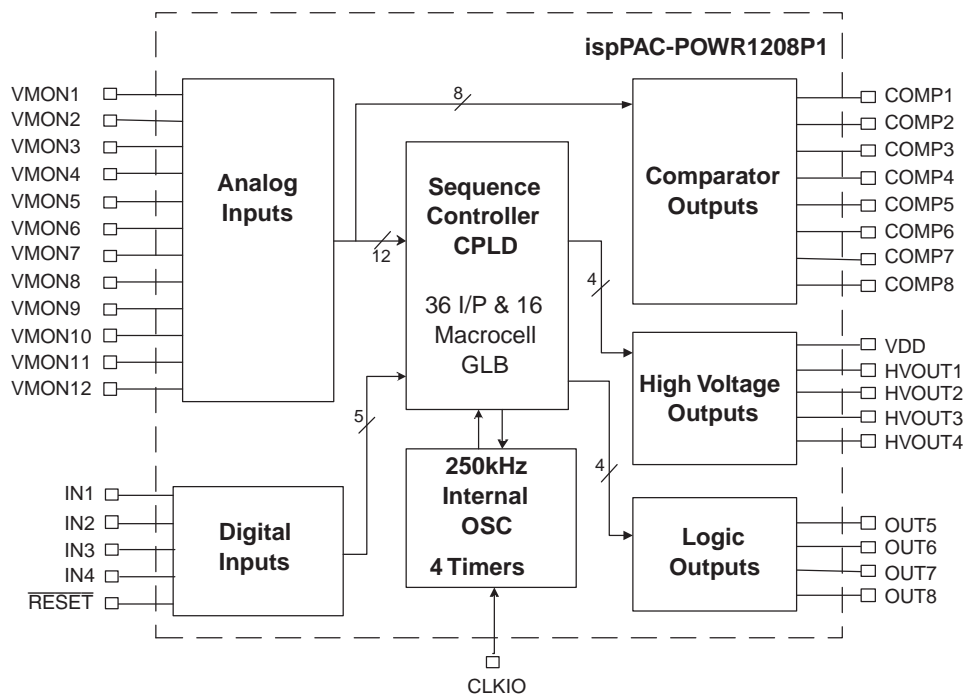 ispPAC-POWR1208P1
VMON1
VMON2
VMON3
VMON4
VMON5
VMON6
VMON7
VMON8
VMON9
VMON10
VMON11
VMON12
Analog
Inputs
8
12
Sequence
Controller
CPLD
36 I/P & 16
Macrocell
GLB
Comparator
Outputs
COMP1
COMP2
COMP3
COMP4
COMP5
COMP6
COMP7
COMP8
4
High Voltage
Outputs
VDD
HVOUT1
HVOUT2
HVOUT3
HVOUT4
5
IN1
IN2
IN3
IN4
RESET
Digital
Inputs
250kHz
Internal
OSC
4 Timers
4
Logic
Outputs
OUT5
OUT6
OUT7
OUT8
CLKIO